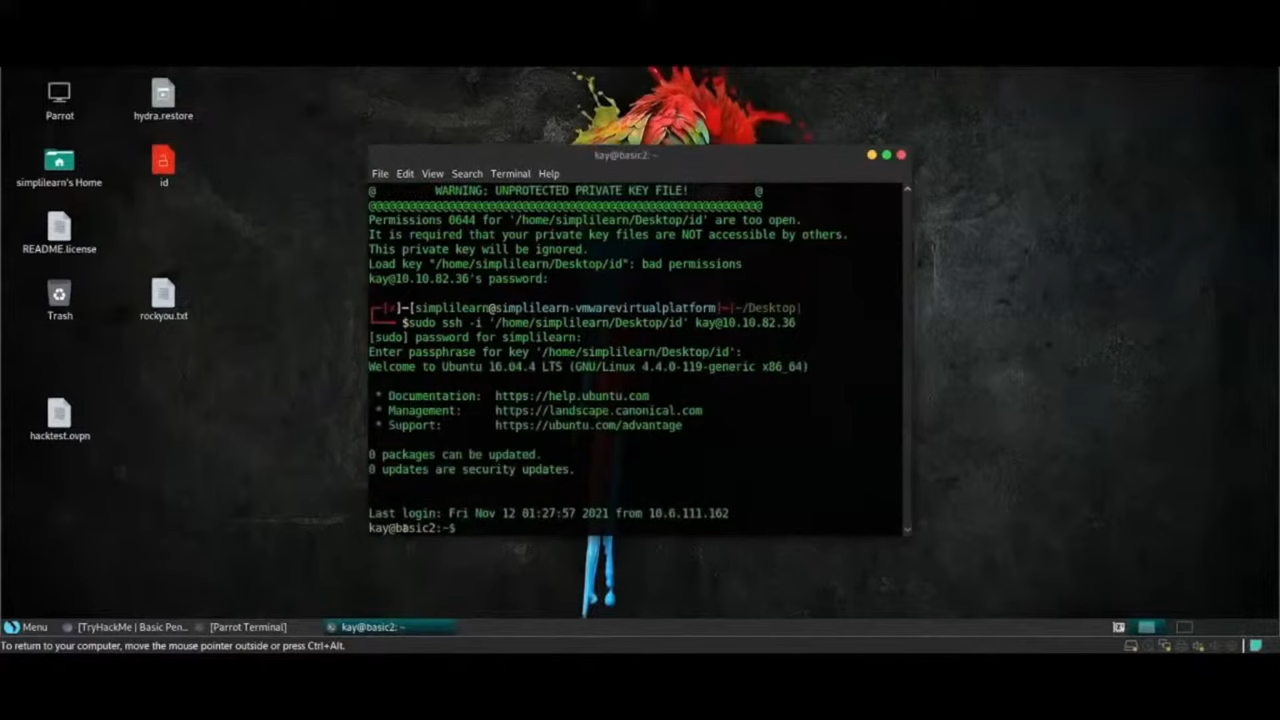 Parrot
hydra.restore
simplilearn's Home
id
README.license
Trash
rockyou.txt
hacktest.ovpn
kay@basic2: ~
File Edit View Search Terminal Help
@ WARNING: UNPROTECTED PRIVATE KEY FILE! @
@@@@@@@@@@@@@@@@@@@@@@@@@@@@@@@@@@@@@@@@@@@@@@@@@@@@@@@@@@@
Permissions 0644 for '/home/simplilearn/Desktop/id' are too open.
It is required that your private key files are NOT accessible by others.
This private key will be ignored.
Load key "/home/simplilearn/Desktop/id": bad permissions
kay@10.10.82.36's password:
[simplilearn@simplilearn-vmwarevirtualplatform]─[~/Desktop]
$sudo ssh -i '/home/simplilearn/Desktop/id' kay@10.10.82.36
[sudo] password for simplilearn:
Enter passphrase for key '/home/simplilearn/Desktop/id':
Welcome to Ubuntu 16.04.4 LTS (GNU/Linux 4.4.0-119-generic x86_64)
* Documentation: https://help.ubuntu.com
* Management: https://landscape.canonical.com
* Support: https://ubuntu.com/advantage
0 packages can be updated.
0 updates are security updates.
Last login: Fri Nov 12 01:27:57 2021 from 10.6.111.162
kay@basic2:~$
Menu [TryHackMe | Basic Pen... [Parrot Terminal] kay@basic2: ~
To return to your computer, move the mouse pointer outside or press Ctrl+Alt.